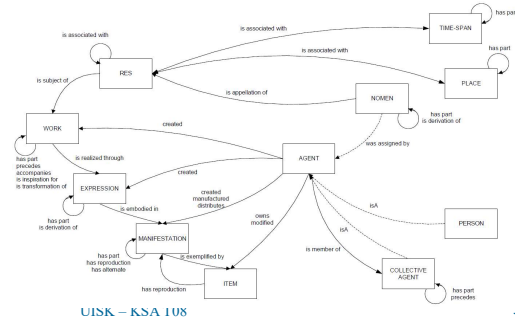 has part
TIME-SPAN
is associated with
is associated with
RES
is associated with
has part
PLACE
is subject of
is appellation of
NOMEN
has part
is derivation of
WORK
created
was assigned by
has part
precedes
accompanies
is inspiration for
is transformation of
is realized through
AGENT
created
EXPRESSION
created
manufactured
distributes
has part
is derivation of
is embodied in
owns
modified
isA
PERSON
isA
MANIFESTATION
has part
has reproduction
has alternate
is exemplified by
is member of
COLLECTIVE
AGENT
has part
precedes
has reproduction
ITEM
UISK – KSA 108